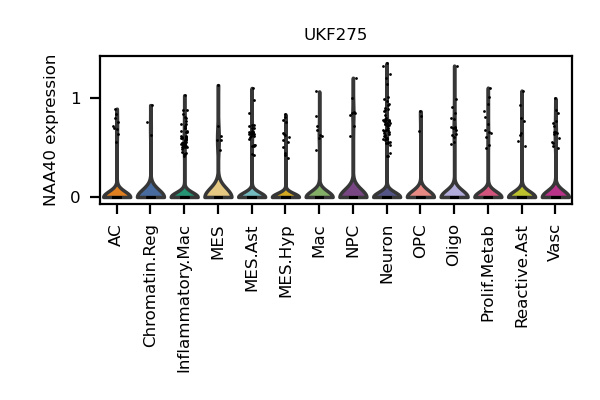 UKF275
NAA40 expression
1
0
AC
Chromatin.Reg
Inflammatory.Mac
MES
MES.Ast
MES.Hyp
Mac
NPC
Neuron
OPC
Oligo
Prolif.Metab
Reactive.Ast
Vasc